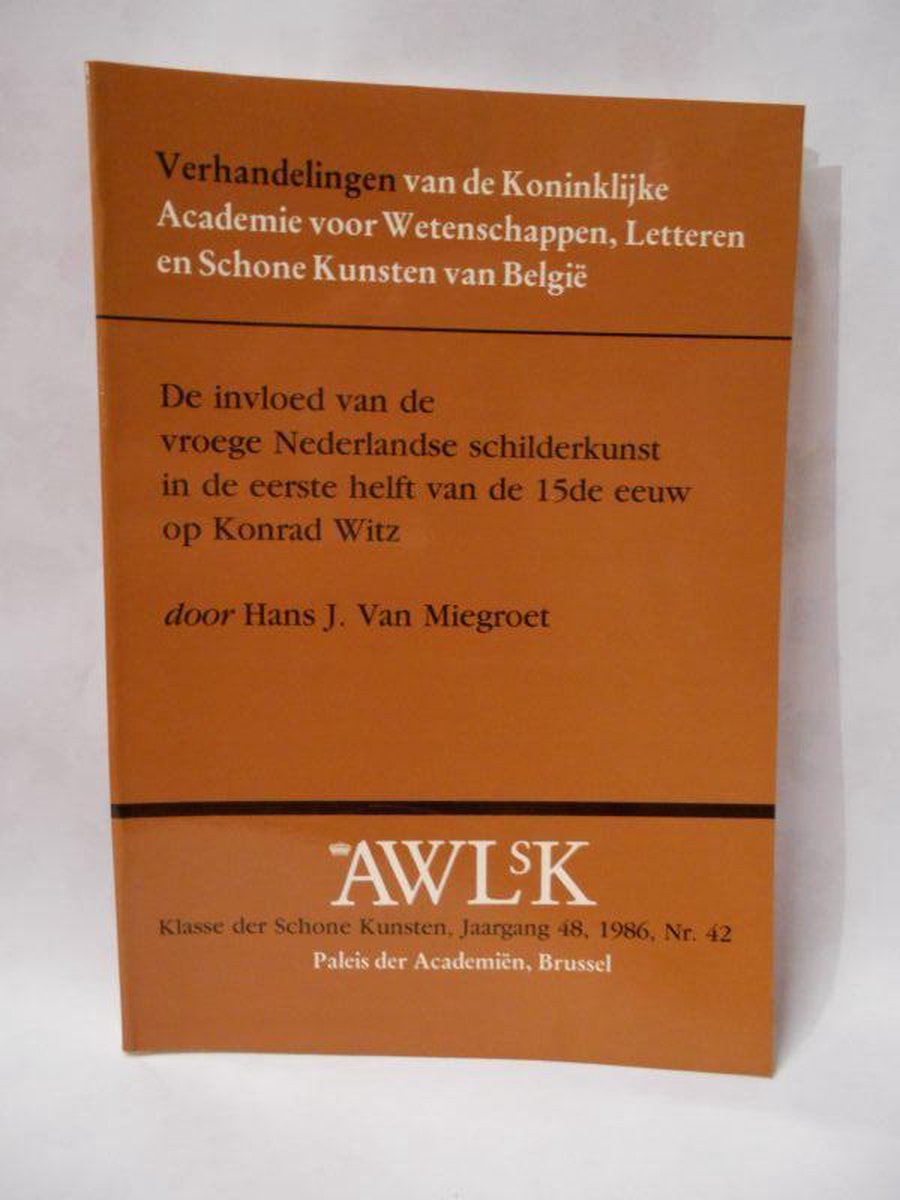 Verhandelingen van de Koninklijke
Academie voor Wetenschappen, Letteren
en Schone Kunsten van België
De invloed van de
vroege Nederlandse schilderkunst
in de eerste helft van de 15de eeuw
op Konrad Witz
door Hans J. Van Miegroet
AWLSK
Klasse der Schone Kunsten, Jaargang 48, 1986, Nr. 42
Paleis der Academiën, Brussel